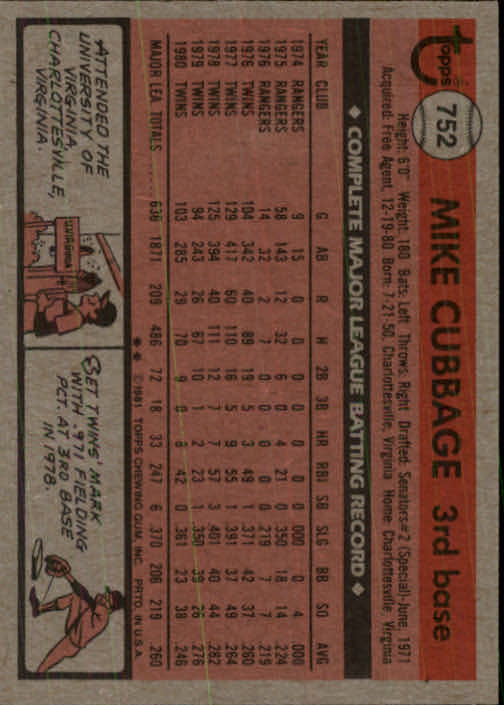 topps 752 MIKE CUBBAGE 3rd base
Height: 6'0" Weight: 180 Bats: Left Throws: Right Drafted: Senators #2 (Special)-June, 1971
Acquired: Free Agent, 12-19-80 Born: 7-21-50, Charlottesville, Virginia Home: Charlottesville, Virginia
◆ COMPLETE MAJOR LEAGUE BATTING RECORD ◆
YEAR CLUB G AB R H 2B 3B HR RBI SB SLG BB SO AVG
1974 RANGERS 9 15 0 0 0 0 0 0 0 .000 0 4 .000
1975 RANGERS 58 143 12 32 6 0 4 21 0 .350 18 14 .224
1976 RANGERS 14 32 2 7 0 0 0 0 0 .219 7 7 .219
1976 TWINS 104 342 40 89 19 5 3 49 1 .371 42 37 .260
1977 TWINS 129 417 60 110 16 5 9 55 1 .391 37 49 .264
1978 TWINS 125 394 40 111 12 7 7 57 3 .401 40 44 .282
1979 TWINS 94 243 26 67 10 1 2 23 1 .350 39 26 .276
1980 TWINS 103 285 29 70 9 0 8 42 0 .361 23 38 .246
MAJOR LEA. TOTALS 636 1871 209 486 72 18 33 247 6 .370 206 219 .260
✱ ✱ ©1981 TOPPS CHEWING GUM, INC. PRTD. IN U.S.A.
ATTENDED THE
UNIVERSITY OF
VIRGINIA,
CHARLOTTESVILLE,
VIRGINIA.
U/VIRGINIA
SET TWINS' MARK
WITH .971 FIELDING
PCT. AT 3RD BASE
IN 1978.